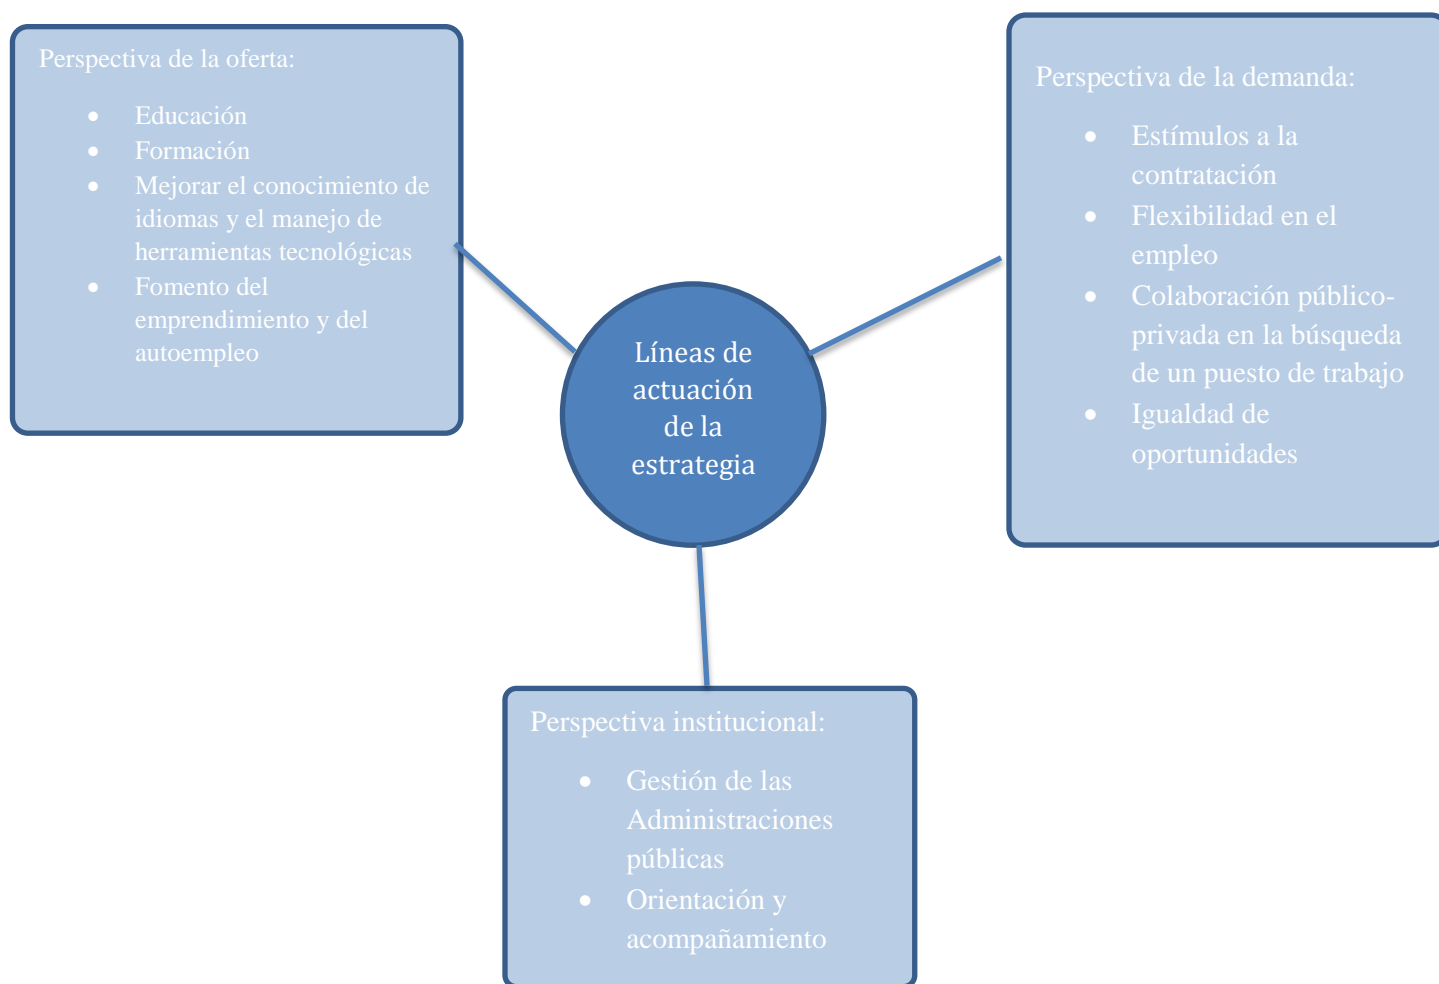 Perspectiva de la oferta:
• Educación
• Formación
• Mejorar el conocimiento de
idiomas y el manejo de
herramientas tecnológicas
• Fomento del
emprendimiento y del
autoempleo
Perspectiva de la demanda:
• Estímulos a la
contratación
• Flexibilidad en el
empleo
• Colaboración público-
privada en la búsqueda
de un puesto de trabajo
• Igualdad de
oportunidades
Líneas de
actuación
de la
estrategia
Perspectiva institucional:
• Gestión de las
Administraciones
públicas
• Orientación y
acompañamiento